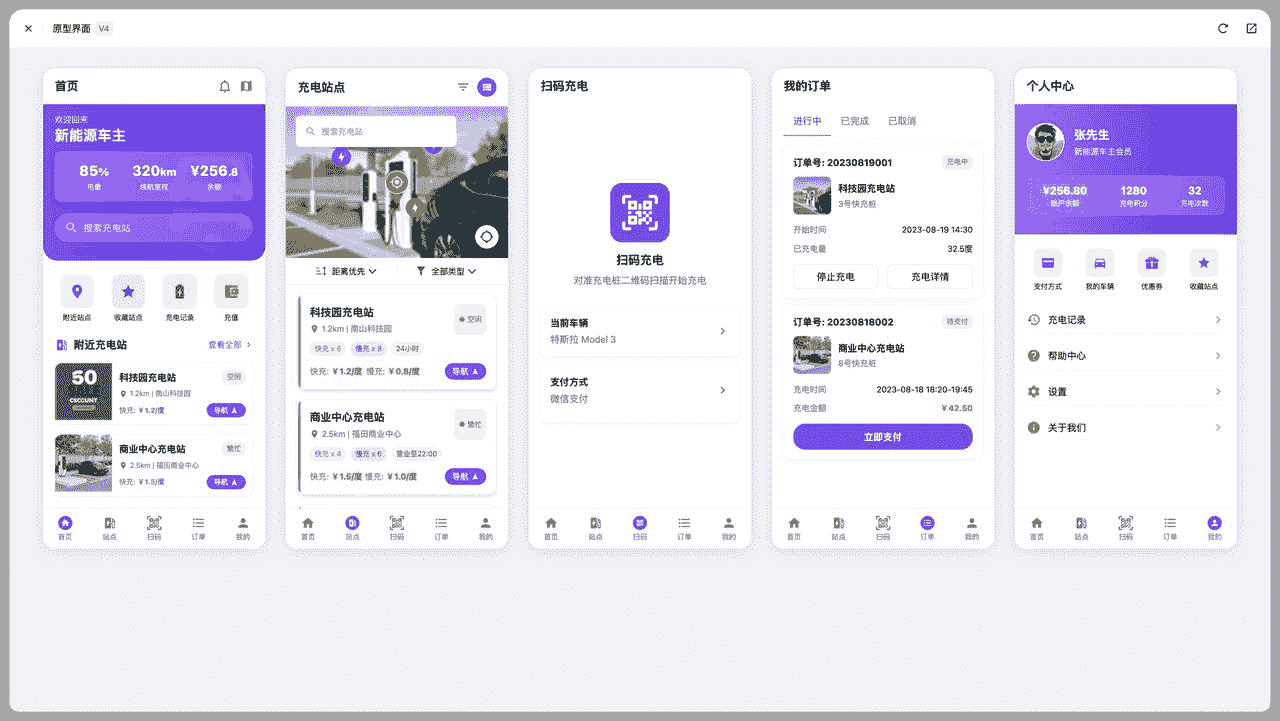 原型界面 V4
首页
欢迎回来
新能源车主
85% 320km ¥256.8
电量 续航里程 余额
搜索充电站
附近站点 收藏站点 充电记录 充值
附近充电站 查看全部
50
科技园充电站 空闲
1.2km | 南山科技园
快充: ¥1.2/度 导航
商业中心充电站 繁忙
2.5km | 福田商业中心
快充: ¥1.5/度 导航
首页 站点 扫码 订单 我的
充电站点
搜索充电站
距离优先 全部类型
科技园充电站 空闲
1.2km | 南山科技园
快充 x 6 慢充 x 8 24小时
快充: ¥1.2/度 慢充: ¥0.8/度 导航
商业中心充电站 繁忙
2.5km | 福田商业中心
快充 x 4 慢充 x 6 营业至22:00
快充: ¥1.5/度 慢充: ¥1.0/度 导航
首页 站点 扫码 订单 我的
扫码充电
扫码充电
对准充电桩二维码扫描开始充电
当前车辆
特斯拉 Model 3
支付方式
微信支付
首页 站点 扫码 订单 我的
我的订单
进行中 已完成 已取消
订单号: 20230819001 充电中
科技园充电站
3号快充桩
开始时间 2023-08-19 14:30
已充电量 32.5度
停止充电 充电详情
订单号: 20230818002 待支付
商业中心充电站
8号快充桩
充电时间 2023-08-18 18:20-19:45
充电金额 ¥42.50
立即支付
首页 站点 扫码 订单 我的
个人中心
张先生
新能源车主会员
¥256.80 1280 32
账户余额 充电积分 充电次数
支付方式 我的车辆 优惠券 收藏站点
充电记录
帮助中心
设置
关于我们
首页 站点 扫码 订单 我的